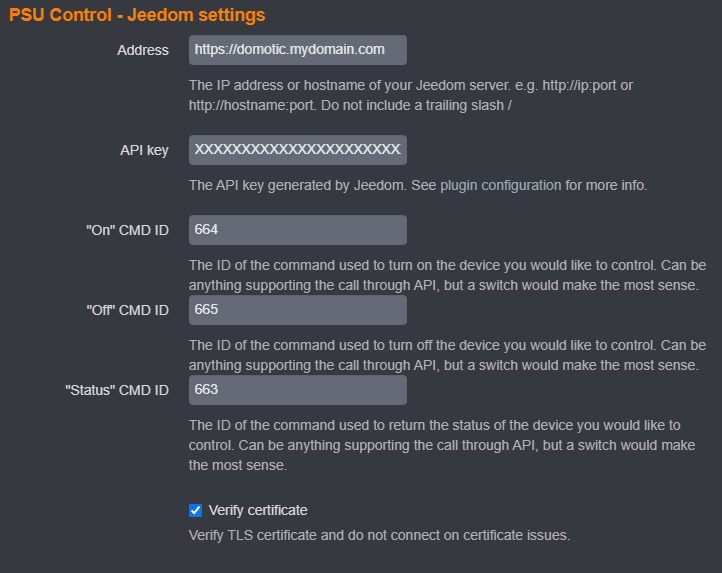 PSU Control - Jeedom settings
Address https://domotic.mydomain.com
The IP address or hostname of your Jeedom server. e.g. http://ip:port or
http://hostname:port. Do not include a trailing slash /
API key XXXXXXXXXXXXXXXXXXXXXX
The API key generated by Jeedom. See plugin configuration for more info.
"On" CMD ID 664
The ID of the command used to turn on the device you would like to control. Can be
anything supporting the call through API, but a switch would make the most sense.
"Off" CMD ID 665
The ID of the command used to turn off the device you would like to control. Can be
anything supporting the call through API, but a switch would make the most sense.
"Status" CMD ID 663
The ID of the command used to return the status of the device you would like to
control. Can be anything supporting the call through API, but a switch would make
the most sense.
Verify certificate
Verify TLS certificate and do not connect on certificate issues.